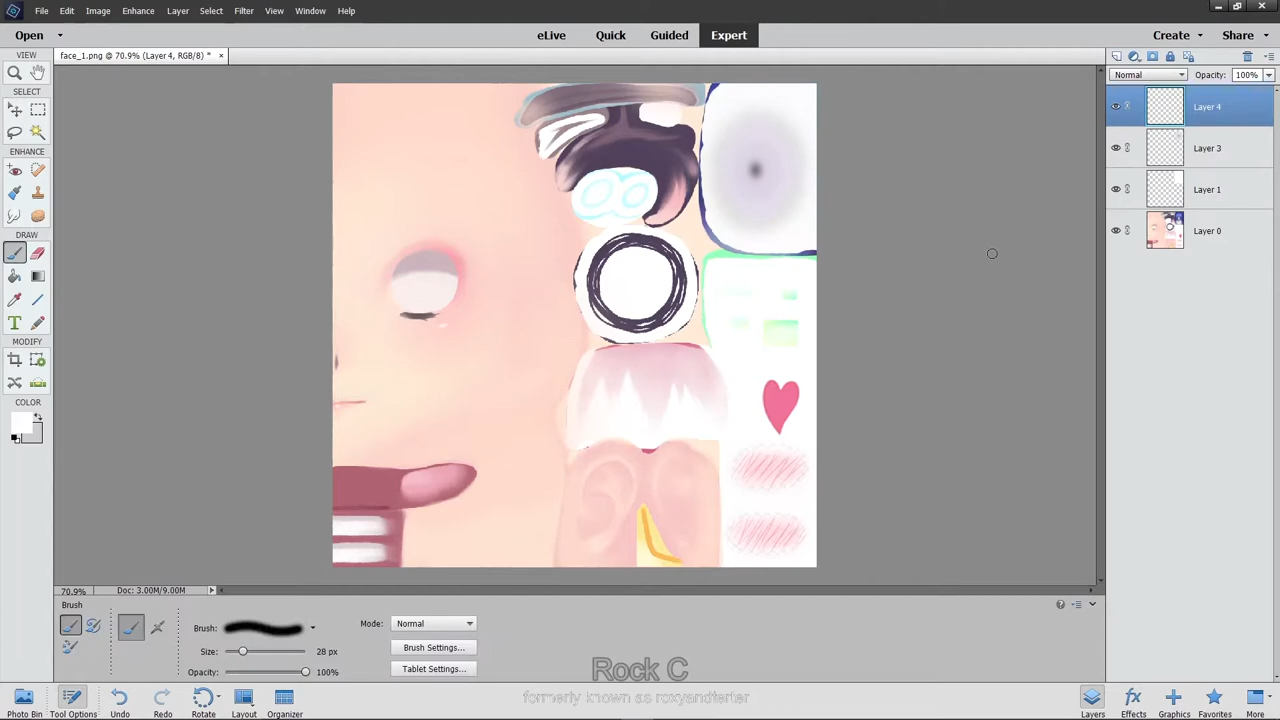 File Edit Image Enhance Layer Select Filter View Window Help
Open eLive Quick Guided Expert Create Share
face_1.png @ 70.9% (Layer 4, RGB/8) * ×
VIEW
SELECT
ENHANCE
DRAW
MODIFY
COLOR
Normal Opacity: 100%
Layer 4
Layer 3
Layer 1
Layer 0
70.9% Doc: 3.00M/9.00M
Brush
Brush: Mode: Normal
Size: 28 px Brush Settings...
Opacity: 100% Tablet Settings...
Rock C
formerly known as roxyandterter
Photo Bin Tool Options Undo Redo Rotate Layout Organizer Layers Effects Graphics Favorites More